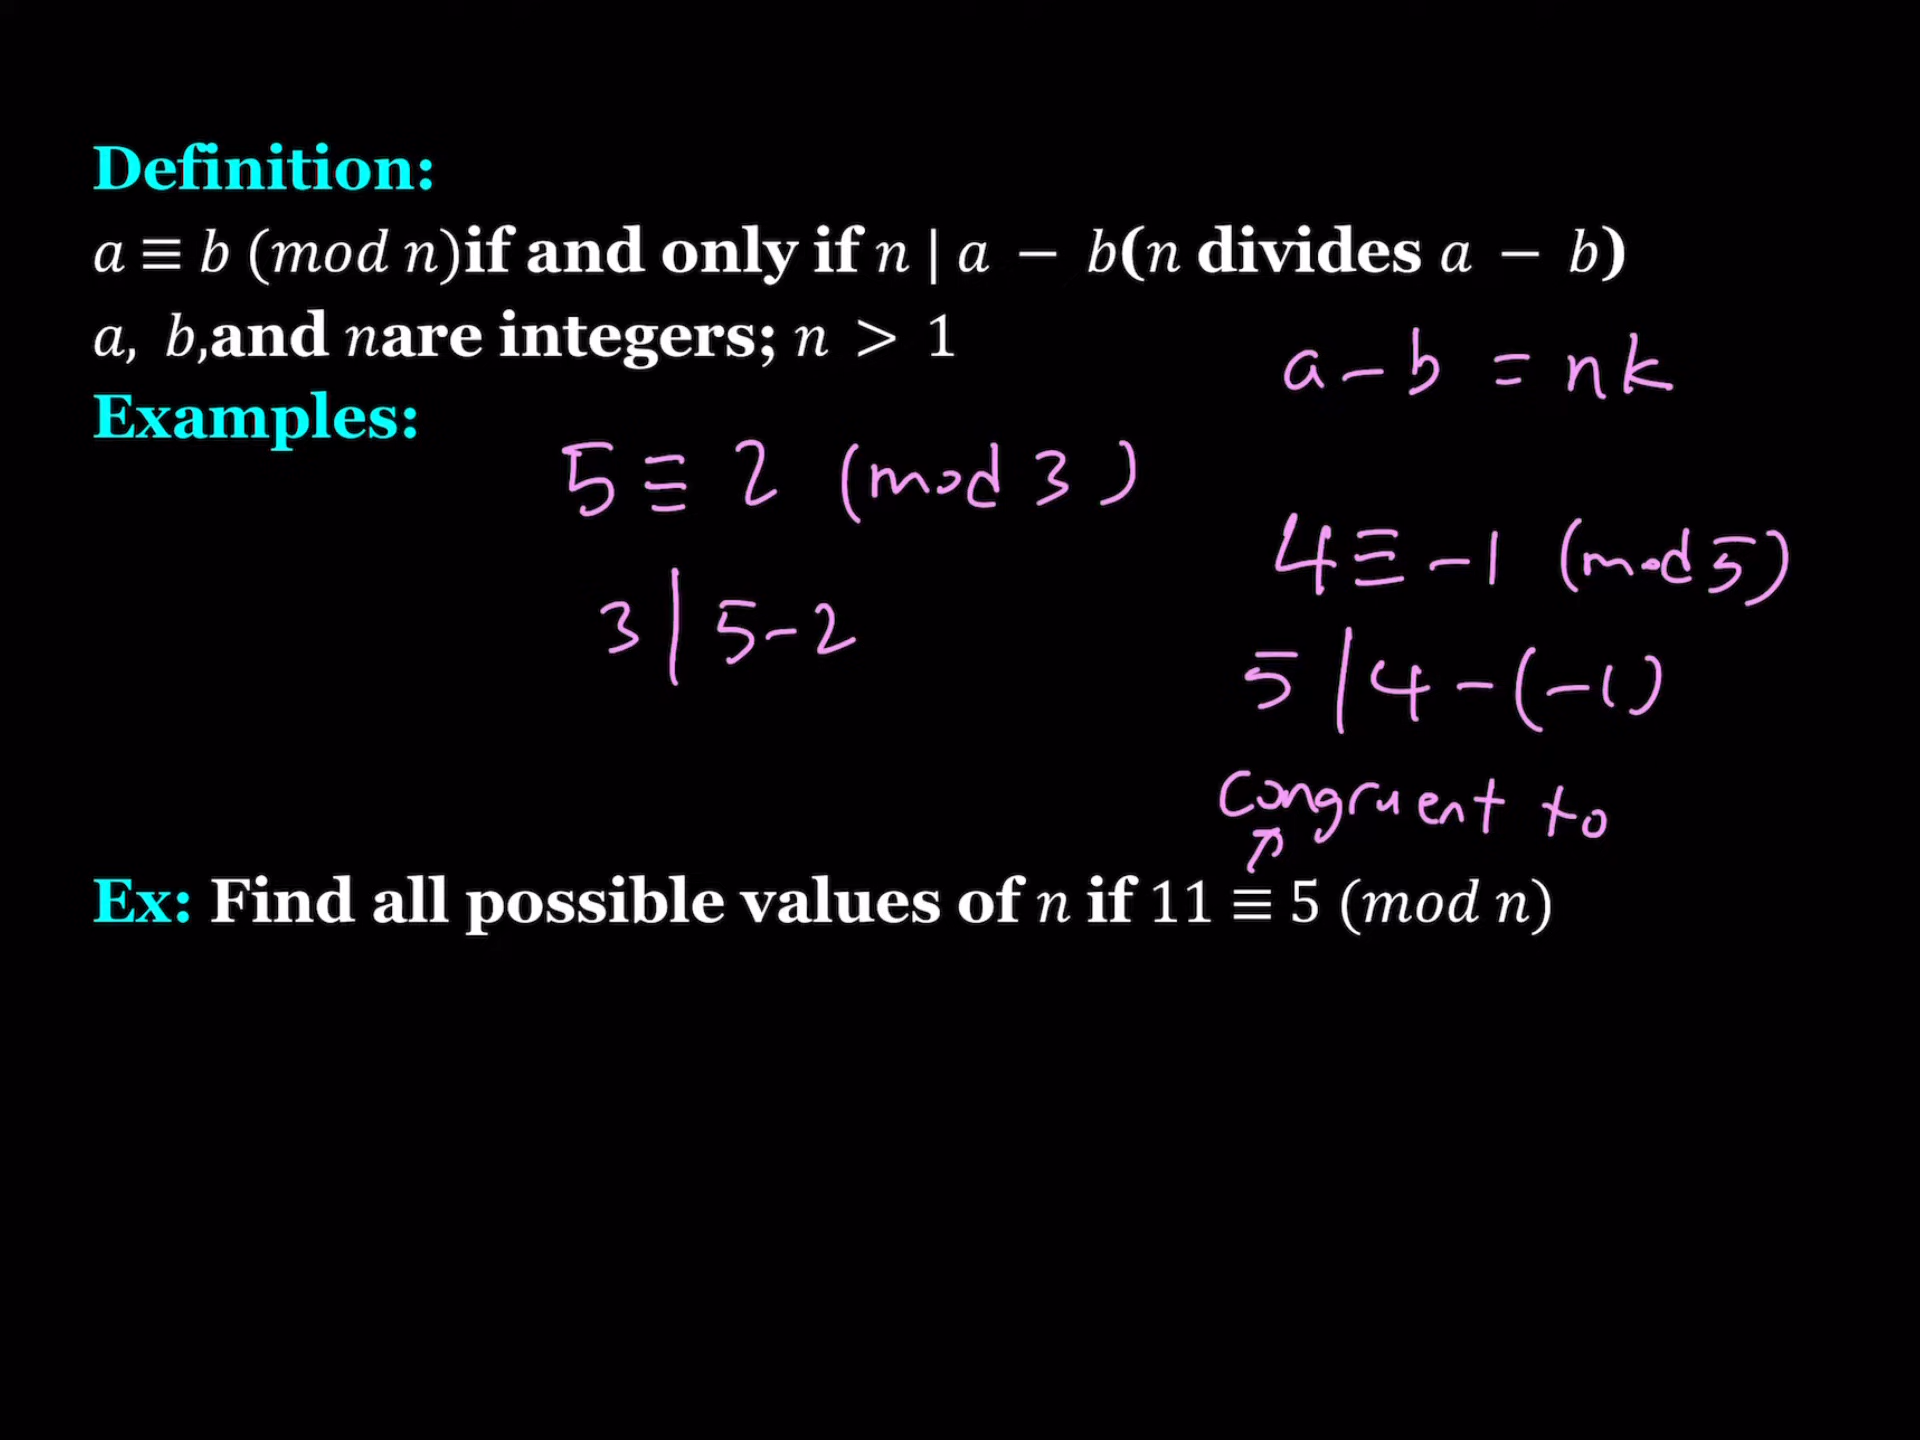 Definition:
a ≡ b (mod n)if and only if n | a − b(n divides a − b)
a, b,and nare integers; n > 1
a − b = nk
Examples:
5 ≡ 2 (mod 3)
4 ≡ −1 (mod 5)
3 | 5−2
5 | 4 − (−1)
congruent to
Ex: Find all possible values of n if 11 ≡ 5 (mod n)